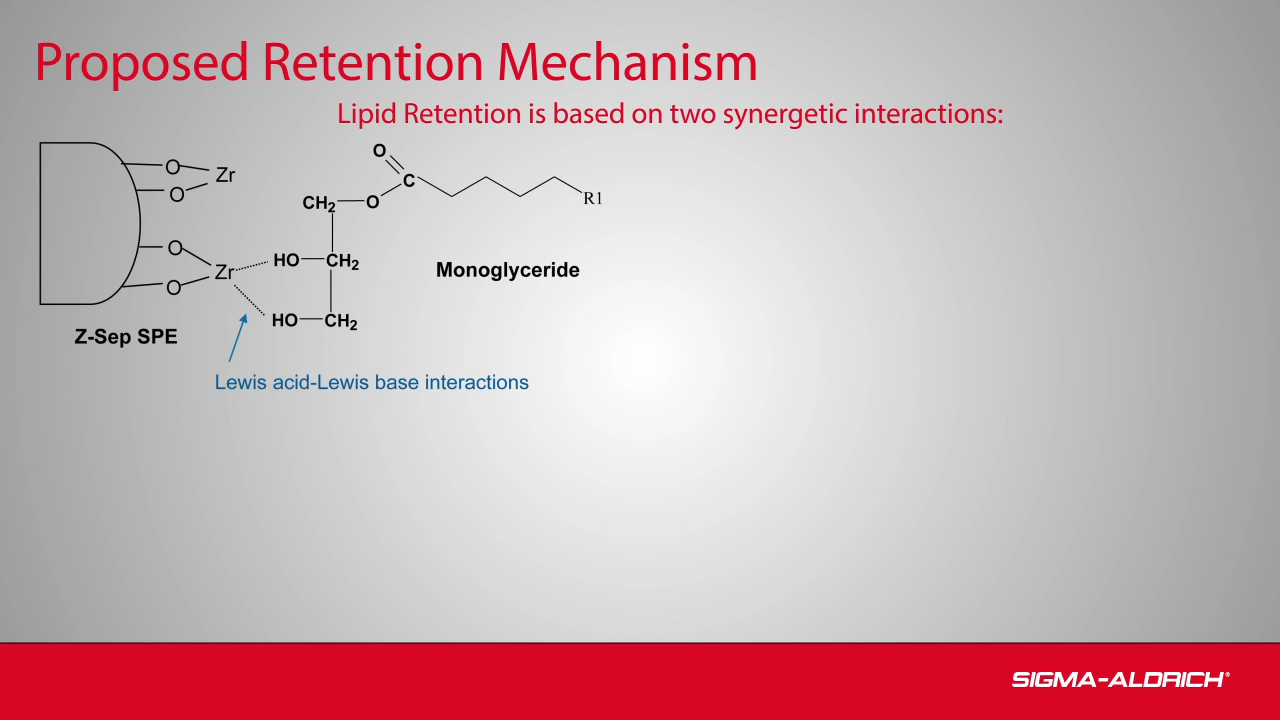 Proposed Retention Mechanism
Lipid Retention is based on two synergetic interactions:
O
O
Zr
O
C
O
CH2
O
R1
O
Zr
HO
CH2
Monoglyceride
O
HO
CH2
Z-Sep SPE
Lewis acid-Lewis base interactions
SIGMA-ALDRICH®